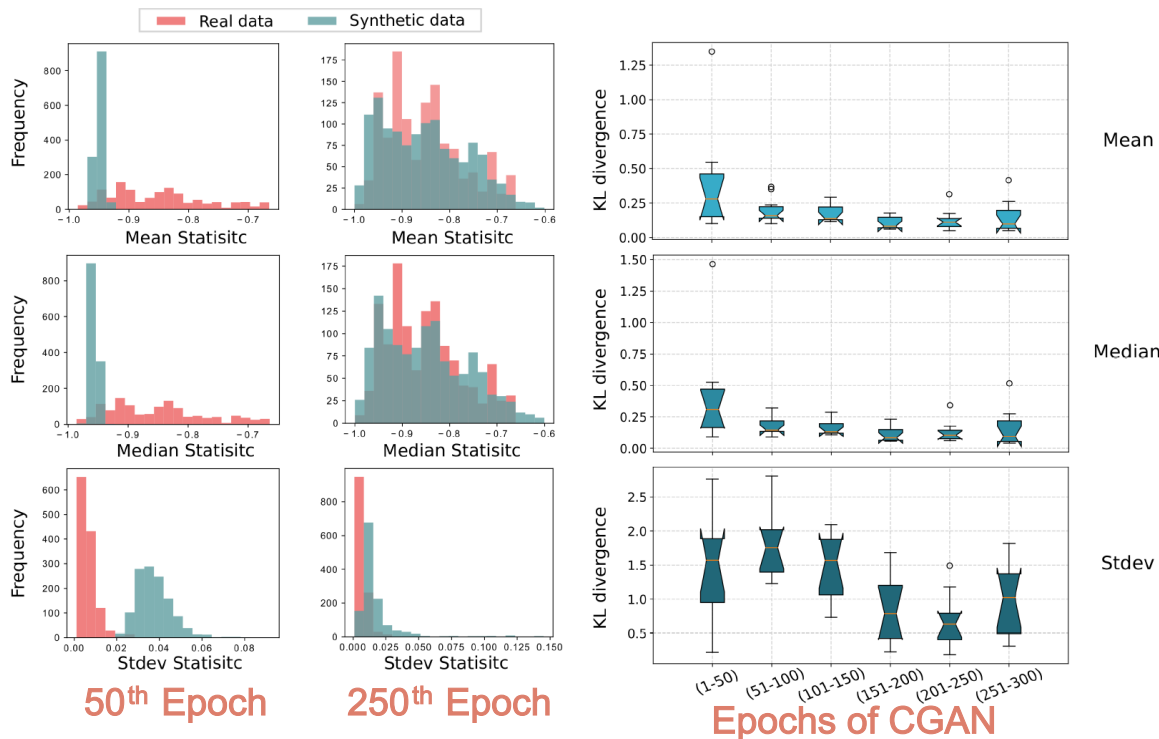 Real data Synthetic data
Frequency
800
600
400
200
0
−1.0 −0.9 −0.8 −0.7
Mean Statisitc
175
150
125
100
75
50
25
0
−1.0 −0.9 −0.8 −0.7 −0.6
Mean Statisitc
KL divergence
1.25
1.00
0.75
0.50
0.25
0.00
Mean
Frequency
800
600
400
200
0
−1.0 −0.9 −0.8 −0.7
Median Statisitc
175
150
125
100
75
50
25
0
−1.0 −0.9 −0.8 −0.7 −0.6
Median Statisitc
KL divergence
1.50
1.25
1.00
0.75
0.50
0.25
0.00
Median
Frequency
600
500
400
300
200
100
0
0.00 0.02 0.04 0.06 0.08
Stdev Statisitc
800
600
400
200
0
0.000 0.025 0.050 0.075 0.100 0.125 0.150
Stdev Statisitc
KL divergence
2.5
2.0
1.5
1.0
0.5
Stdev
(1-50) (51-100) (101-150) (151-200) (201-250) (251-300)
50th Epoch
250th Epoch
Epochs of CGAN